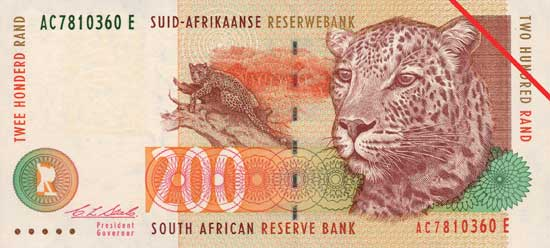 AC7810360 E
SUID-AFRIKAANSE RESERWEBANK
TWEE HONDERD RAND
TWO HUNDRED RAND
200
President
Governor
SOUTH AFRICAN RESERVE BANK
AC7810360 E